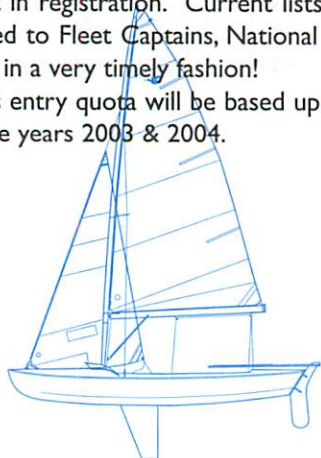 in registration. Current lists
ed to Fleet Captains, National
in a very timely fashion!
s entry quota will be based up
e years 2003 & 2004.